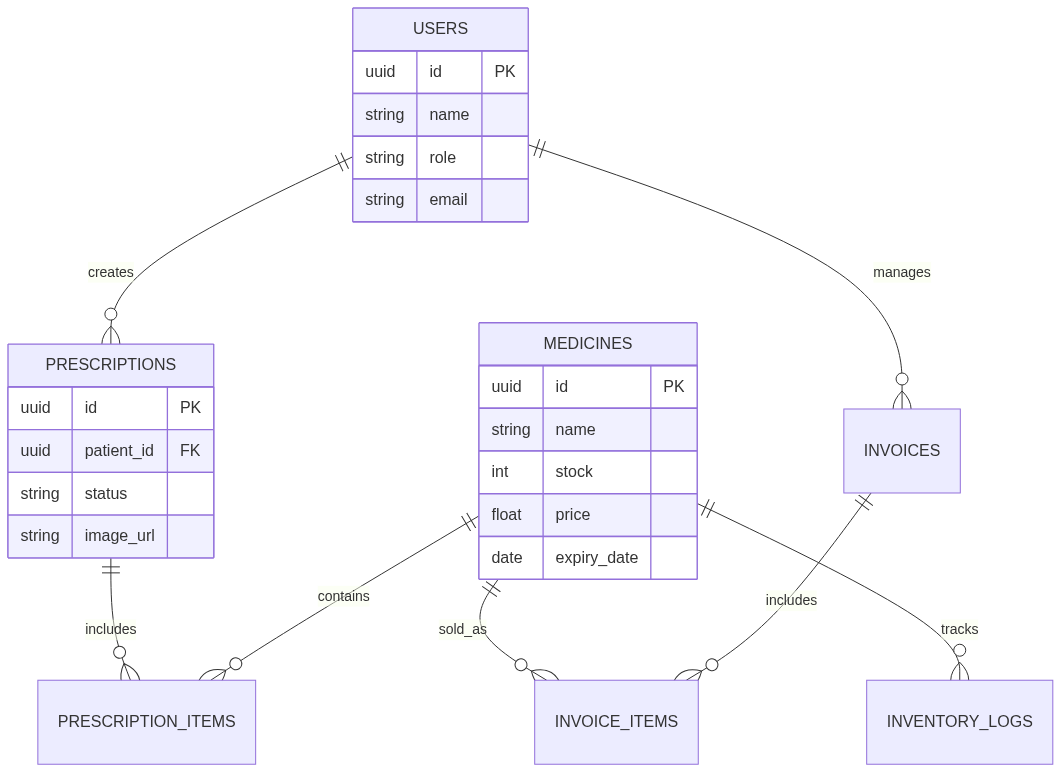 USERS
uuid id PK
string name
string role
string email
creates
manages
PRESCRIPTIONS
uuid id PK
uuid patient_id FK
string status
string image_url
MEDICINES
uuid id PK
string name
int stock
float price
date expiry_date
INVOICES
contains
includes
includes
sold_as
tracks
PRESCRIPTION_ITEMS
INVOICE_ITEMS
INVENTORY_LOGS